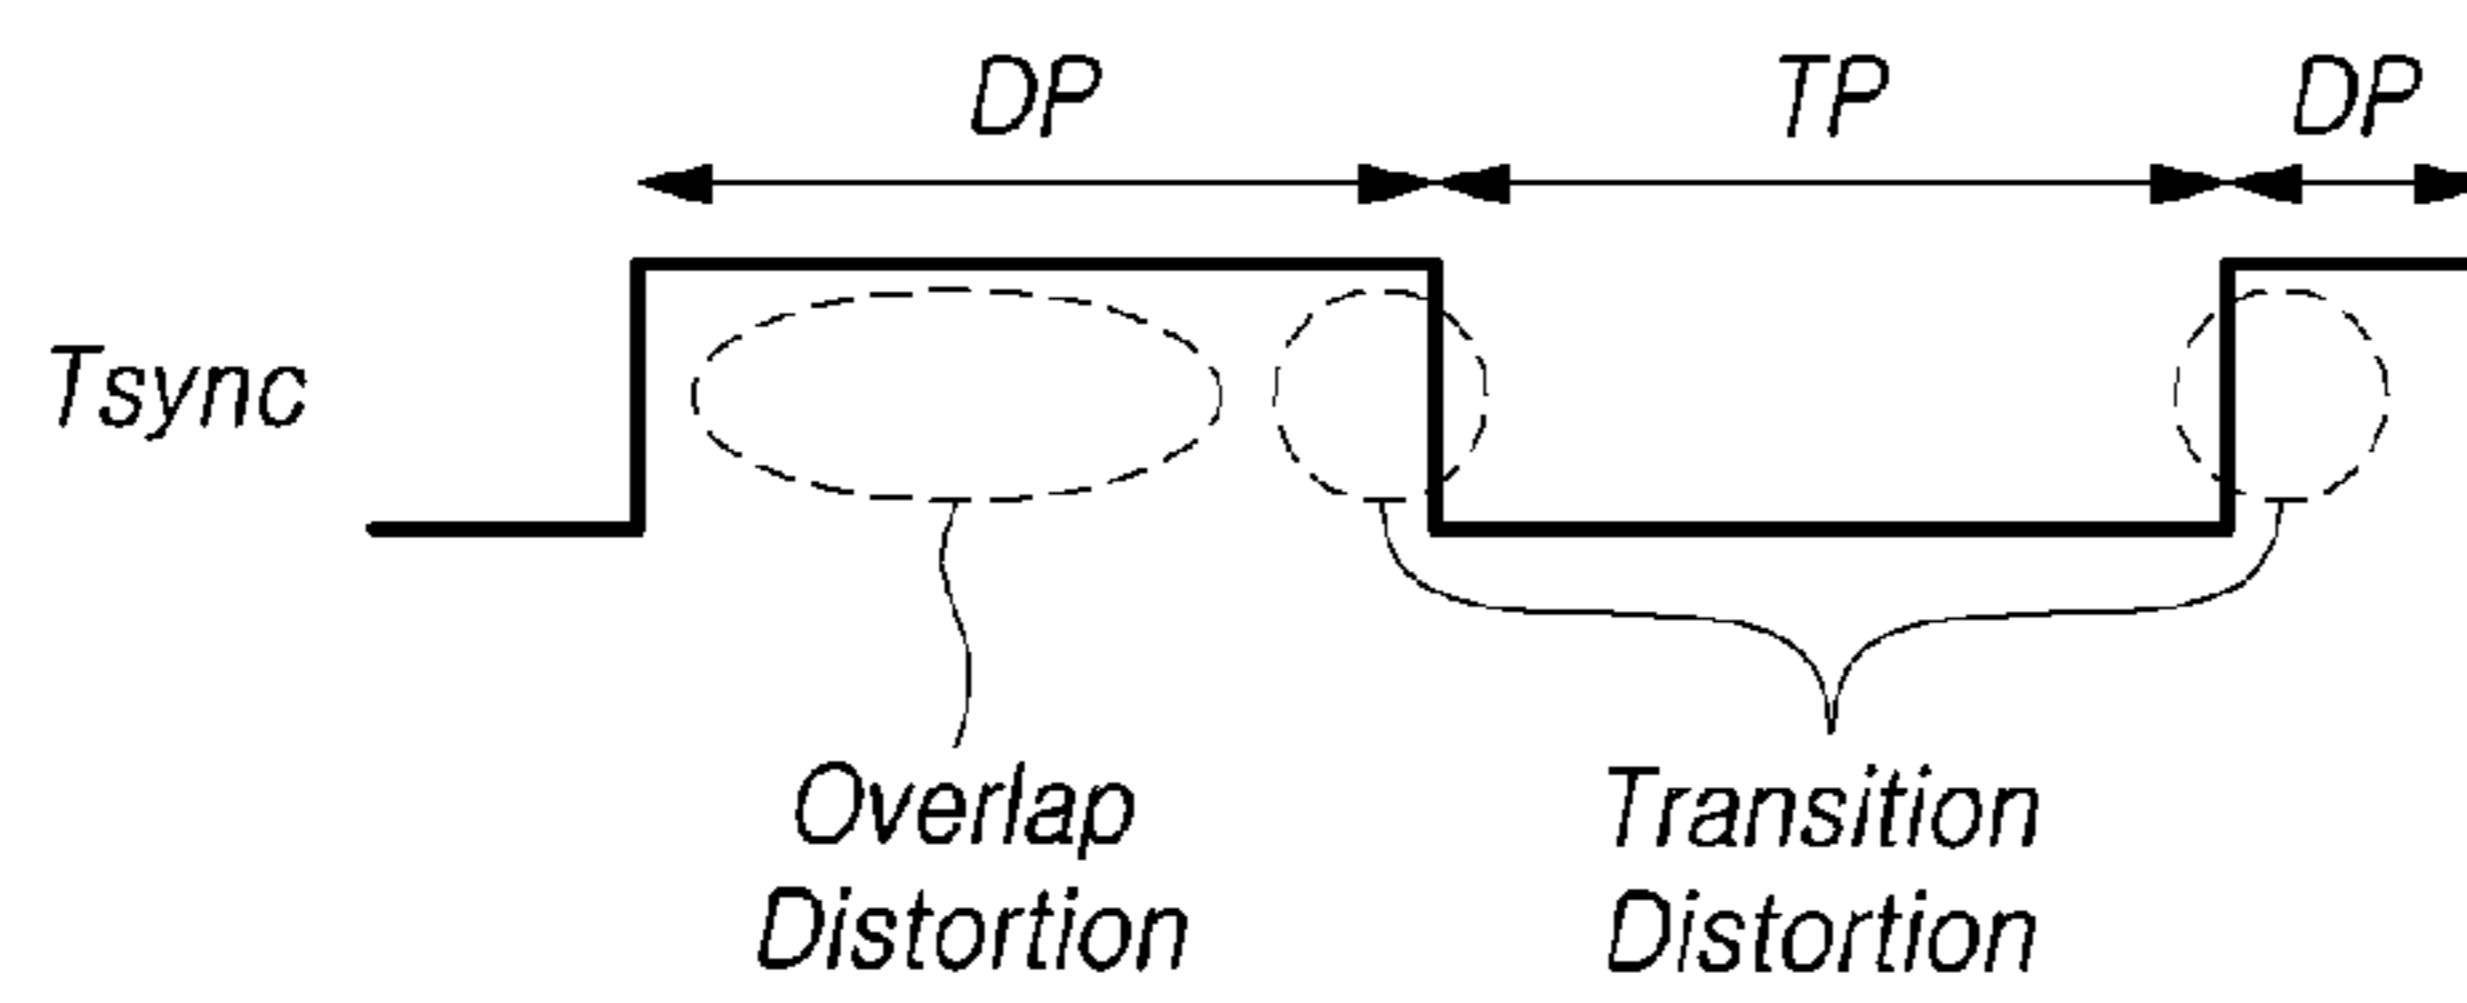 DP TP DP
Tsync
Overlap Transition
Distortion Distortion